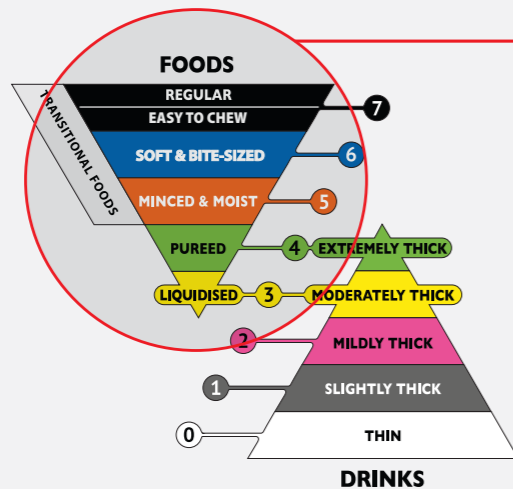 FOODS
REGULAR
EASY TO CHEW
7
TRANSITIONAL FOODS
SOFT & BITE-SIZED
6
MINCED & MOIST
5
PUREED
4
EXTREMELY THICK
LIQUIDISED
3
MODERATELY THICK
2
MILDLY THICK
1
SLIGHTLY THICK
0
THIN
DRINKS